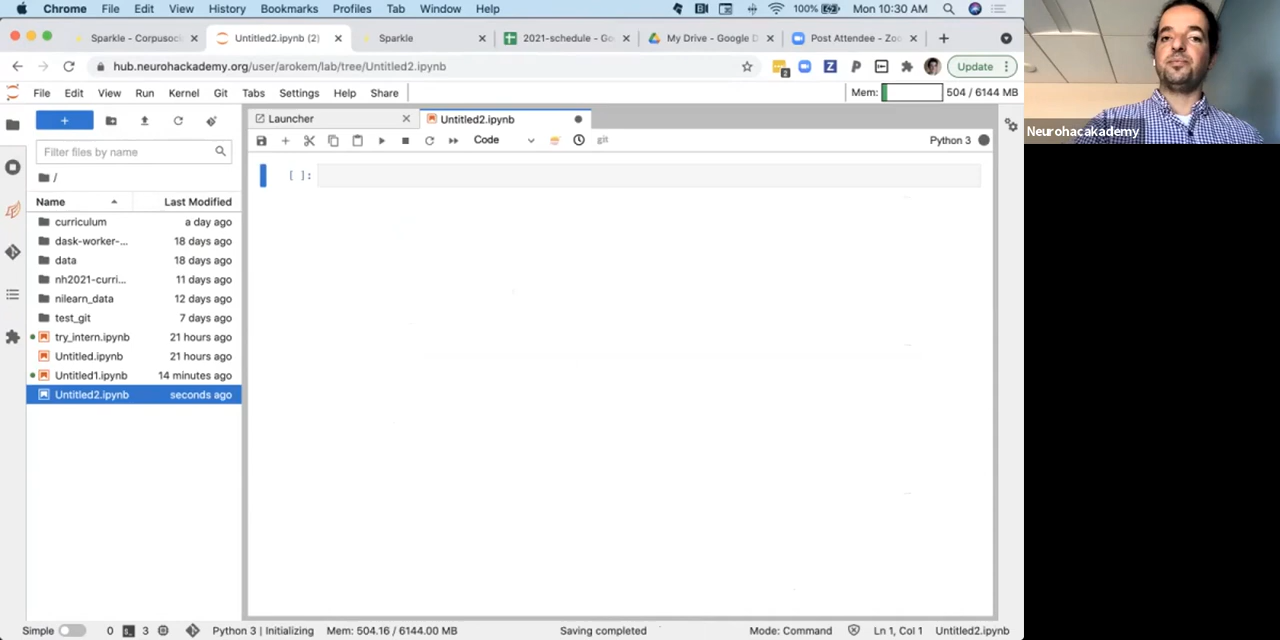 Chrome File Edit View History Bookmarks Profiles Tab Window Help 100% Mon 10:30 AM
Sparkle - Corpusoc Untitled2.ipynb (2) Sparkle 2021-schedule - Go My Drive - Google D Post Attendee - Zoo
hub.neurohackademy.org/user/arokem/lab/tree/Untitled2.ipynb 2 Update
File Edit View Run Kernel Git Tabs Settings Help Share Mem: 504 / 6144 MB
Launcher Untitled2.ipynb
Code git Python 3
Filter files by name
[ ]:
/
Name Last Modified
curriculum a day ago
dask-worker-... 18 days ago
data 18 days ago
nh2021-curri... 11 days ago
nilearn_data 12 days ago
test_git 7 days ago
try_intern.ipynb 21 hours ago
Untitled.ipynb 21 hours ago
Untitled1.ipynb 14 minutes ago
Untitled2.ipynb seconds ago
Simple 0 3 Python 3 | Initializing Mem: 504.16 / 6144.00 MB Saving completed Mode: Command Ln 1, Col 1 Untitled2.ipynb
Neurohacakademy